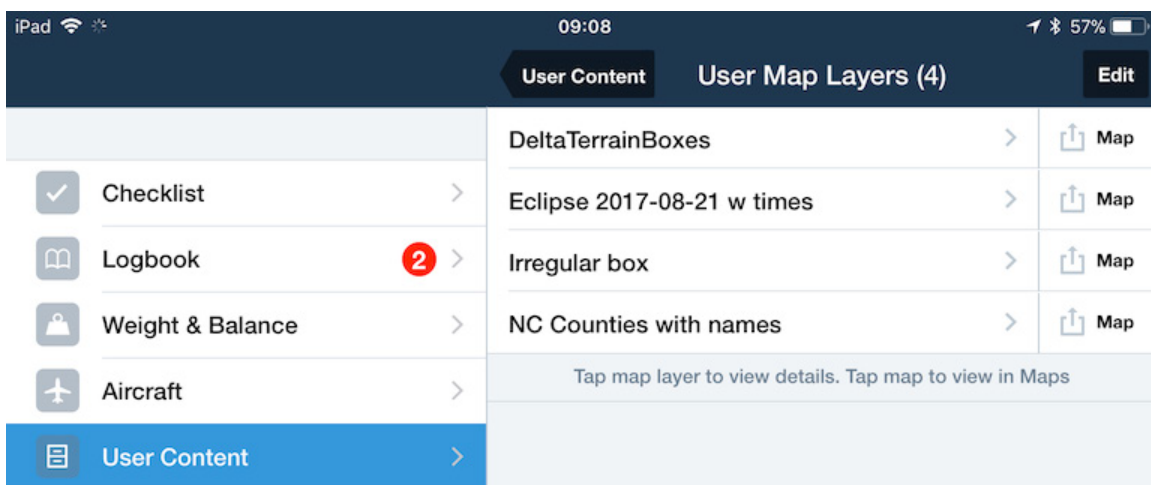 iPad 09:08 57%
User Content User Map Layers (4) Edit
Checklist
Logbook 2
Weight & Balance
Aircraft
User Content
DeltaTerrainBoxes Map
Eclipse 2017-08-21 w times Map
Irregular box Map
NC Counties with names Map
Tap map layer to view details. Tap map to view in Maps